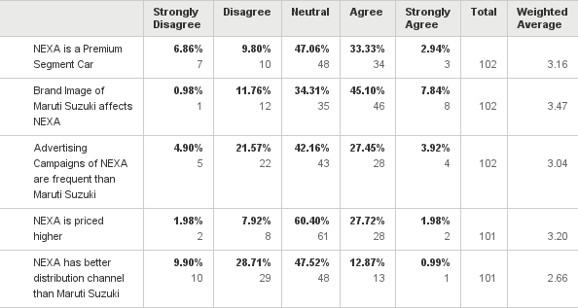 Strongly Disagree Disagree Neutral Agree Strongly Agree Total Weighted Average
NEXA is a Premium Segment Car 6.86% 9.80% 47.06% 33.33% 2.94%
7 10 48 34 3 102 3.16
Brand Image of Maruti Suzuki affects NEXA 0.98% 11.76% 34.31% 45.10% 7.84%
1 12 35 46 8 102 3.47
Advertising Campaigns of NEXA are frequent than Maruti Suzuki 4.90% 21.57% 42.16% 27.45% 3.92%
5 22 43 28 4 102 3.04
NEXA is priced higher 1.98% 7.92% 60.40% 27.72% 1.98%
2 8 61 28 2 101 3.20
NEXA has better distribution channel than Maruti Suzuki 9.90% 28.71% 47.52% 12.87% 0.99%
10 29 48 13 1 101 2.66